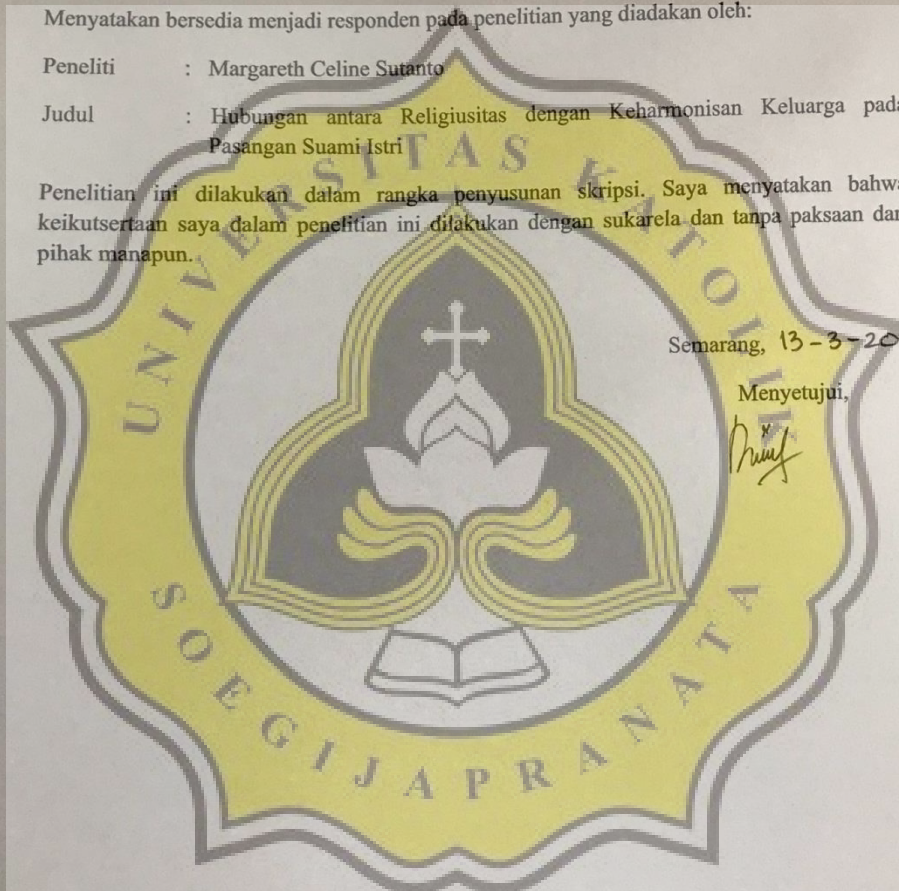 Menyatakan bersedia menjadi responden pada penelitian yang diadakan oleh:
Peneliti : Margareth Celine Sutanto
Judul : Hubungan antara Religiusitas dengan Keharmonisan Keluarga pada
Pasangan Suami Istri
Penelitian ini dilakukan dalam rangka penyusunan skripsi. Saya menyatakan bahwa
keikutsertaan saya dalam penelitian ini dilakukan dengan sukarela dan tanpa paksaan dar
pihak manapun.
Semarang, 13-3-20
Menyetujui,
UNIVERSITAS KATOLIK
SOEGIJAPRANATA